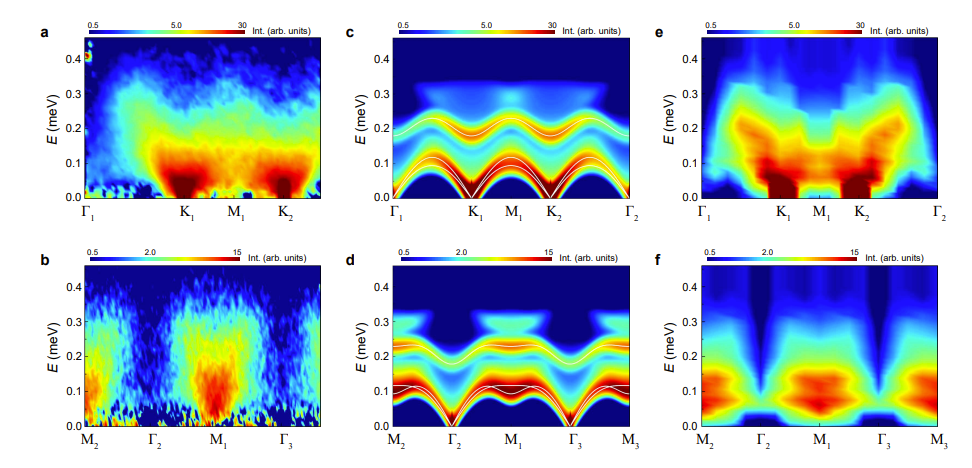 a
0.5 5.0 30 Int. (arb. units)
E (meV)
0.4
0.3
0.2
0.1
0.0
Γ1 K1 M1 K2
c
0.5 5.0 30 Int. (arb. units)
E (meV)
0.4
0.3
0.2
0.1
0.0
Γ1 K1 M1 K2 Γ2
e
0.5 5.0 30 Int. (arb. units)
E (meV)
0.4
0.3
0.2
0.1
0.0
Γ1 K1 M1 K2 Γ2
b
0.5 2.0 15 Int. (arb. units)
E (meV)
0.4
0.3
0.2
0.1
0.0
M2 Γ2 M1 Γ3
d
0.5 2.0 15 Int. (arb. units)
E (meV)
0.4
0.3
0.2
0.1
0.0
M2 Γ2 M1 Γ3 M3
f
0.5 2.0 15 Int. (arb. units)
E (meV)
0.4
0.3
0.2
0.1
0.0
M2 Γ2 M1 Γ3 M3